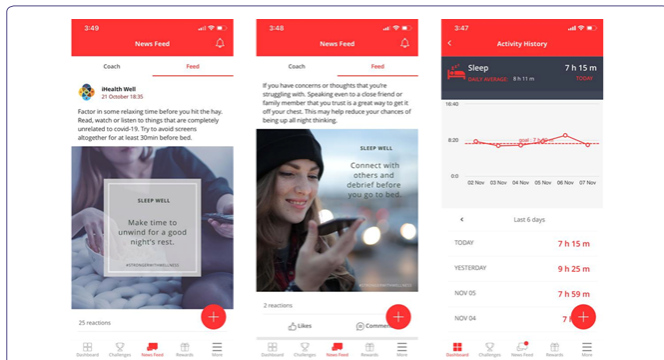 3:49
News Feed
Coach
Feed
iHealth Well
21 October 18:35
Factor in some relaxing time before you hit the hay.
Read, watch or listen to things that are completely
unrelated to covid-19. Try to avoid screens
altogether for at least 30min before bed.
SLEEP WELL
Make time to
unwind for a good
night's rest.
#STRONGERWITHWELLNESS
25 reactions
Dashboard
Challenges
News Feed
Rewards
More
3:48
News Feed
Coach
Feed
If you have concerns or thoughts that you're
struggling with. Speaking even to a close friend or
family member that you trust is a great way to get it
off your chest. This may help reduce your chances of
being up all night thinking.
SLEEP WELL
Connect with
others and
debrief before
you go to bed.
#STRONGERWITHWELLNESS
2 reactions
Likes
Comme
Dashboard
Challenges
News Feed
Rewards
More
3:47
Activity History
Sleep
7 h 15 m
DAILY AVERAGE
8 h 11 m
TODAY
16:40
8:20
0:0
02 Nov
03 Nov
04 Nov
05 Nov
06 Nov
07 Nov
Last 6 days
TODAY
7 h 15 m
YESTERDAY
9 h 25 m
NOV 05
7 h 59 m
NOV 04
7 h
Dashboard
Challenges
News Feed
Rewards
More